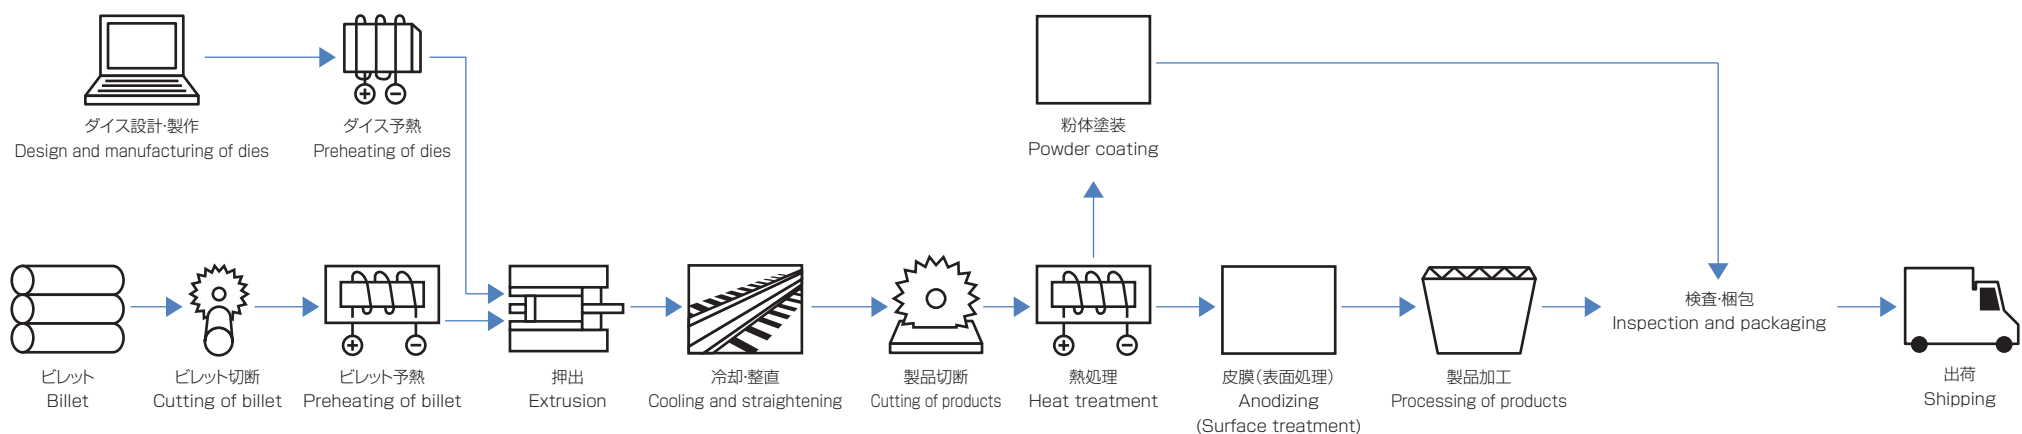 ダイス設計・製作
Design and manufacturing of dies
ダイス予熱
Preheating of dies
粉体塗装
Powder coating
ビレット
Billet
ビレット切断
Cutting of billet
ビレット予熱
Preheating of billet
押出
Extrusion
冷却・整直
Cooling and straightening
製品切断
Cutting of products
熱処理
Heat treatment
皮膜（表面処理）
Anodizing
(Surface treatment)
製品加工
Processing of products
検査・梱包
Inspection and packaging
出荷
Shipping